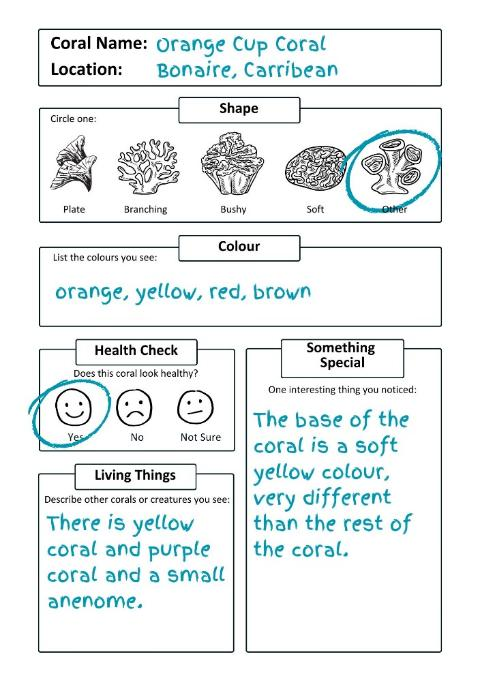 Coral Name: Orange Cup Coral
Location: Bonaire, Carribean
Shape
Circle one:
Plate Branching Bushy Soft Other
Colour
List the colours you see:
orange, yellow, red, brown
Health Check
Does this coral look healthy?
Yes No Not Sure
Living Things
Describe other corals or creatures you see:
There is yellow
coral and purple
coral and a small
anenome.
Something
Special
One interesting thing you noticed:
The base of the
coral is a soft
yellow colour,
very different
than the rest of
the coral.